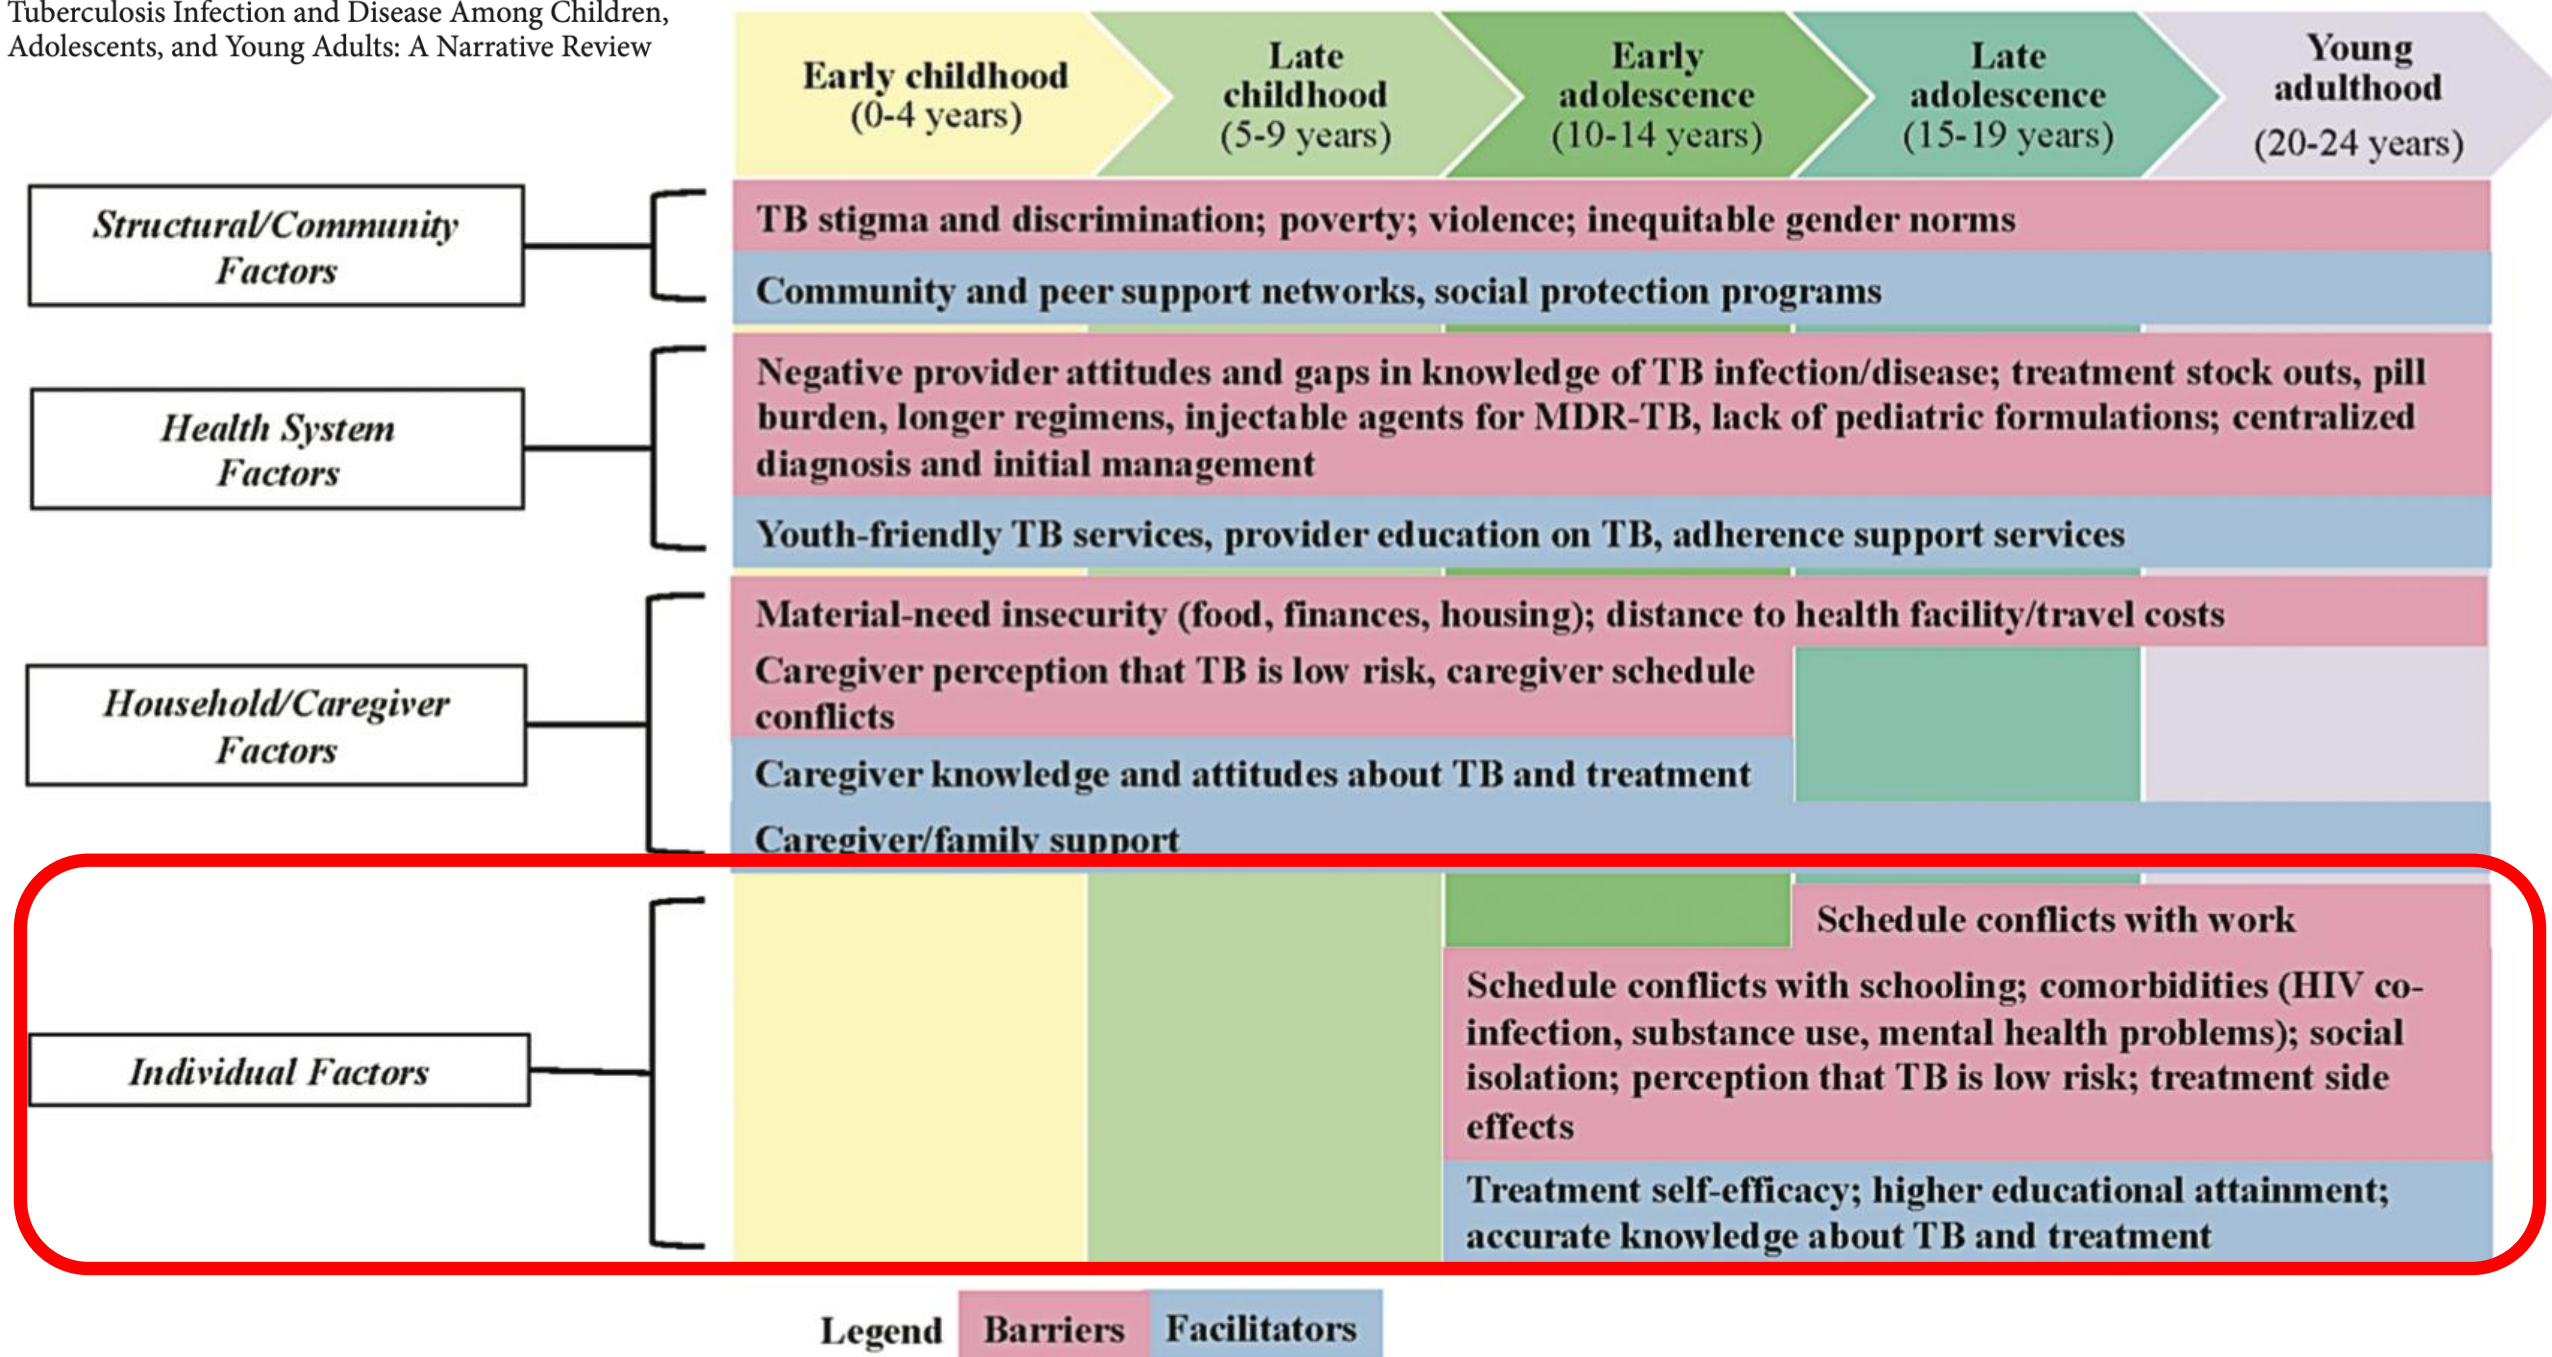 Tuberculosis Infection and Disease Among Children,
Adolescents, and Young Adults: A Narrative Review
Early childhood
(0-4 years)
Late
childhood
(5-9 years)
Early
adolescence
(10-14 years)
Late
adolescence
(15-19 years)
Young
adulthood
(20-24 years)
Structural/Community
Factors
TB stigma and discrimination; poverty; violence; inequitable gender norms
Community and peer support networks, social protection programs
Health System
Factors
Negative provider attitudes and gaps in knowledge of TB infection/disease; treatment stock outs, pill
burden, longer regimens, injectable agents for MDR-TB, lack of pediatric formulations; centralized
diagnosis and initial management
Youth-friendly TB services, provider education on TB, adherence support services
Household/Caregiver
Factors
Material-need insecurity (food, finances, housing); distance to health facility/travel costs
Caregiver perception that TB is low risk, caregiver schedule
conflicts
Caregiver knowledge and attitudes about TB and treatment
Caregiver/family support
Individual Factors
Schedule conflicts with work
Schedule conflicts with schooling; comorbidities (HIV co-
infection, substance use, mental health problems); social
isolation; perception that TB is low risk; treatment side
effects
Treatment self-efficacy; higher educational attainment;
accurate knowledge about TB and treatment
Legend
Barriers
Facilitators